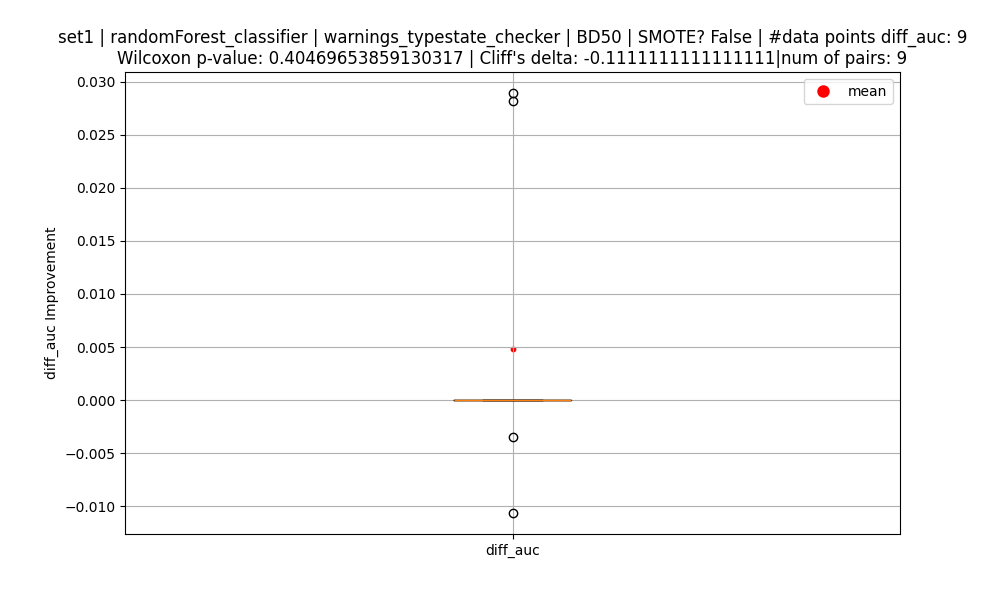 set1 | randomForest_classifier | warnings_typestate_checker | BD50 | SMOTE? False | #data points diff_auc: 9
Wilcoxon p-value: 0.40469653859130317 | Cliff's delta: -0.1111111111111111|num of pairs: 9
mean
0.030
0.025
0.020
0.015
0.010
0.005
0.000
−0.005
−0.010
diff_auc Improvement
diff_auc